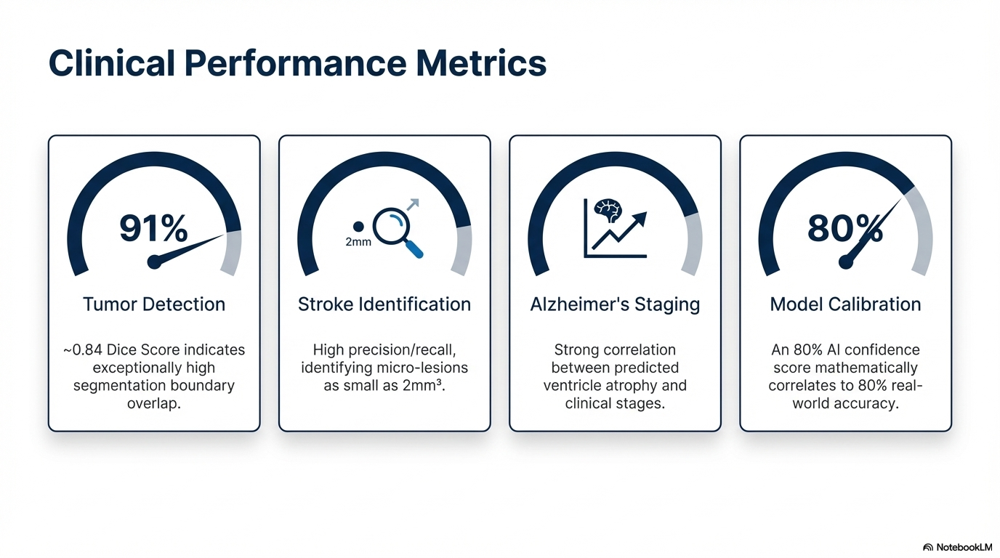 Clinical Performance Metrics
91%
Tumor Detection
~0.84 Dice Score indicates
exceptionally high
segmentation boundary
overlap.
2mm
Stroke Identification
High precision/recall,
identifying micro-lesions
as small as 2mm³.
Alzheimer's Staging
Strong correlation
between predicted
ventricle atrophy and
clinical stages.
80%
Model Calibration
An 80% AI confidence
score mathematically
correlates to 80% real-
world accuracy.
NotebookLM